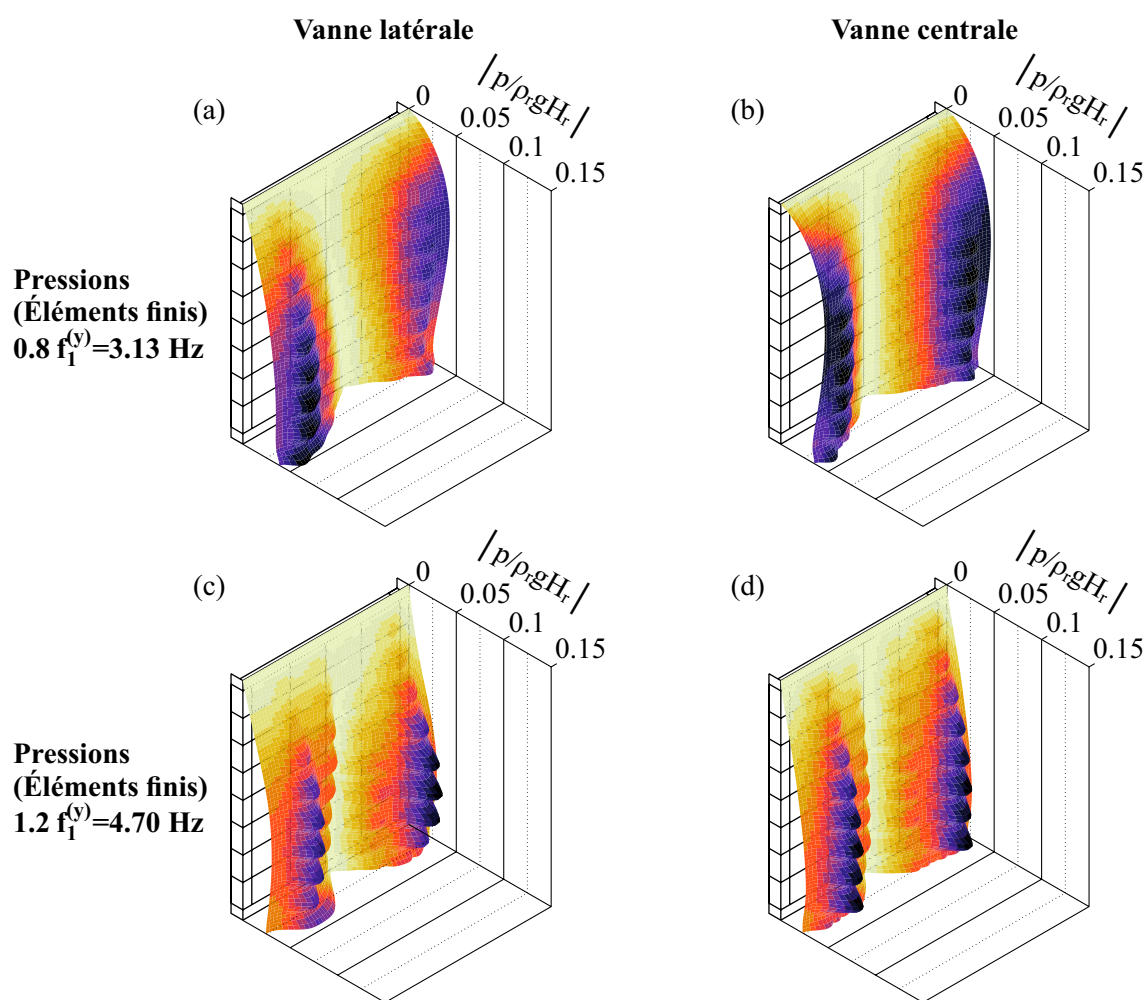 Vanne latérale
Vanne centrale
(a)
| p/ρᵣgHᵣ |
0
0.05
0.1
0.15
(b)
| p/ρᵣgHᵣ |
0
0.05
0.1
0.15
Pressions
(Éléments finis)
0.8 f₁⁽ʸ⁾=3.13 Hz
(c)
| p/ρᵣgHᵣ |
0
0.05
0.1
0.15
(d)
| p/ρᵣgHᵣ |
0
0.05
0.1
0.15
Pressions
(Éléments finis)
1.2 f₁⁽ʸ⁾=4.70 Hz